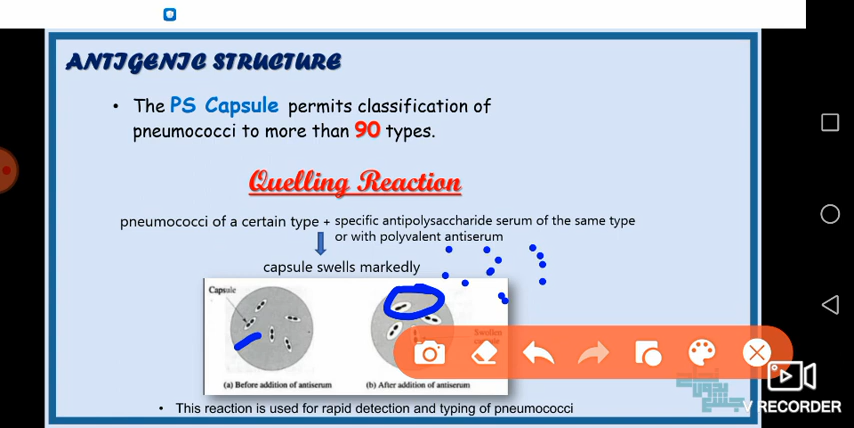 ANTIGENIC STRUCTURE
• The PS Capsule permits classification of
pneumococci to more than 90 types.
Quelling Reaction
pneumococci of a certain type + specific antipolysaccharide serum of the same type
or with polyvalent antiserum
capsule swells markedly
Capsule
Swollen
capsule
(a) Before addition of antiserum
(b) After addition of antiserum
• This reaction is used for rapid detection and typing of pneumococci
V RECORDER